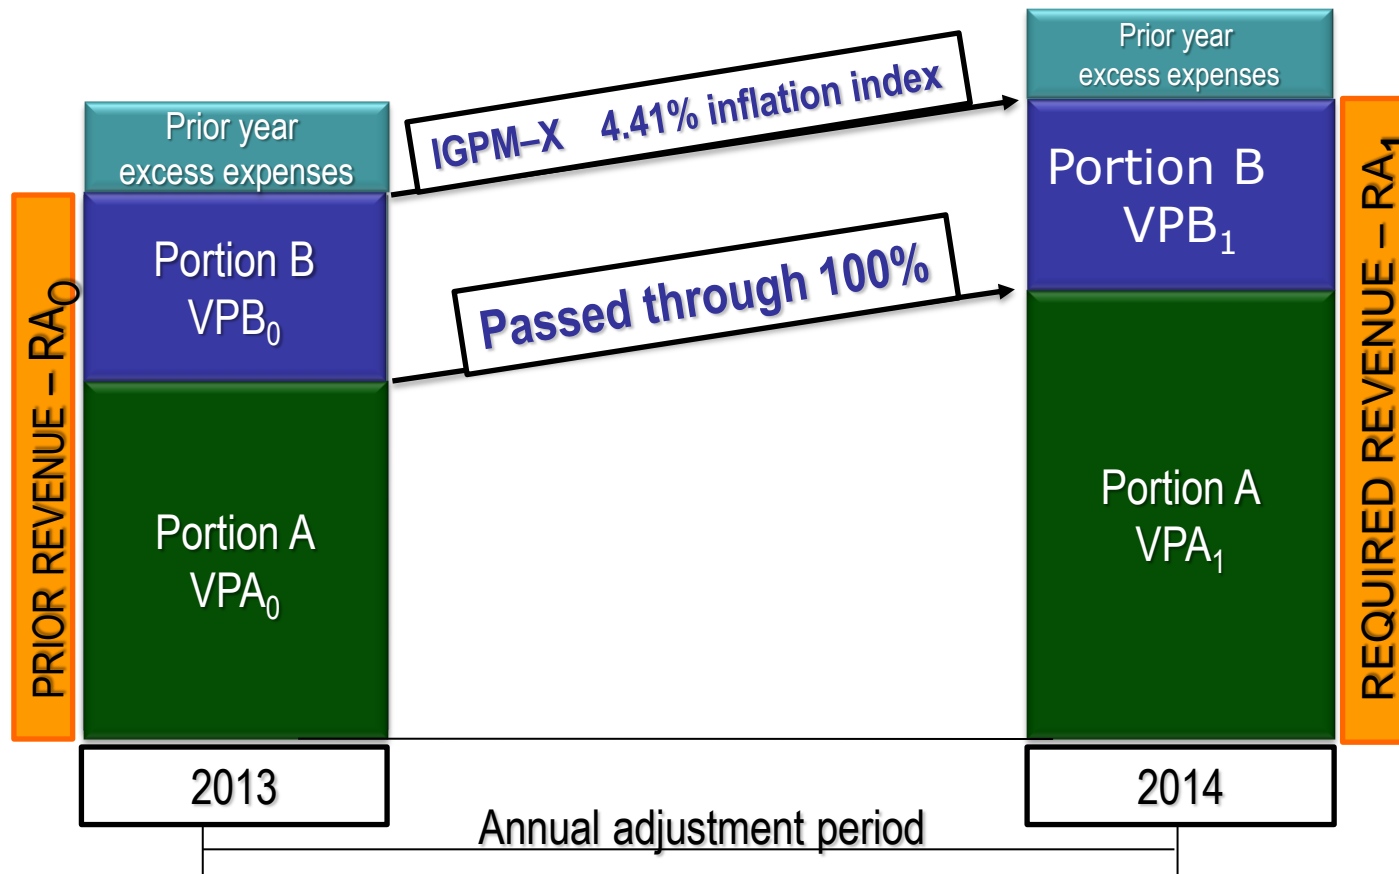 Prior year
excess expenses
Portion B
VPB₀
Portion A
VPA₀
PRIOR REVENUE – RAO
2013
IGPM–X 4.41% inflation index
Passed through 100%
Annual adjustment period
Prior year
excess expenses
Portion B
VPB₁
Portion A
VPA₁
REQUIRED REVENUE – RA₁
2014